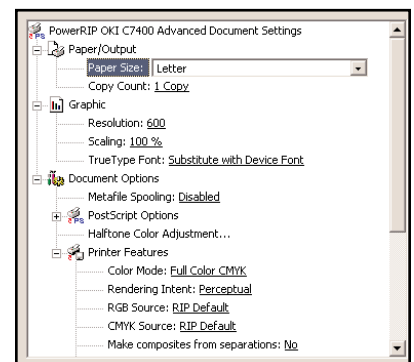 PowerRIP OKI C7400 Advanced Document Settings
Paper/Output
Paper Size: Letter
Copy Count: 1 Copy
Graphic
Resolution: 600
Scaling: 100 %
TrueType Font: Substitute with Device Font
Document Options
Metafile Spooling: Disabled
PostScript Options
Halftone Color Adjustment...
Printer Features
Color Mode: Full Color CMYK
Rendering Intent: Perceptual
RGB Source: RIP Default
CMYK Source: RIP Default
Make composites from separations: No